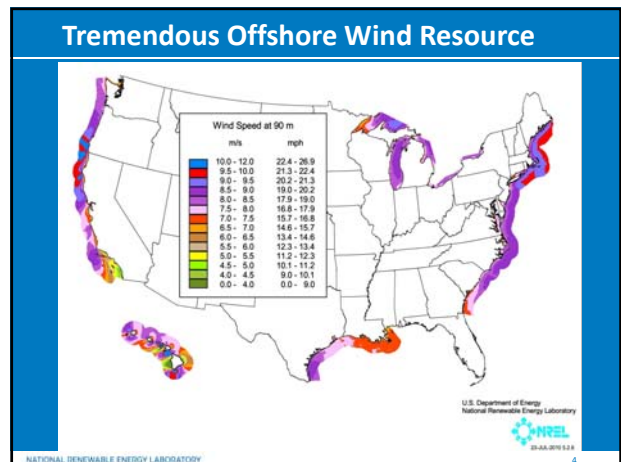 Tremendous Offshore Wind Resource
Wind Speed at 90 m
m/s mph
10.0 - 12.0 22.4 - 26.9
9.5 - 10.0 21.3 - 22.4
9.0 - 9.5 20.2 - 21.3
8.5 - 9.0 19.0 - 20.2
8.0 - 8.5 17.9 - 19.0
7.5 - 8.0 16.8 - 17.9
7.0 - 7.5 15.7 - 16.8
6.5 - 7.0 14.6 - 15.7
6.0 - 6.5 13.4 - 14.6
5.5 - 6.0 12.3 - 13.4
5.0 - 5.5 11.2 - 12.3
4.5 - 5.0 10.1 - 11.2
4.0 - 4.5 9.0 - 10.1
0.0 - 4.0 0.0 - 9.0
U.S. Department of Energy
National Renewable Energy Laboratory
NREL
NATIONAL RENEWABLE ENERGY LABORATORY
4